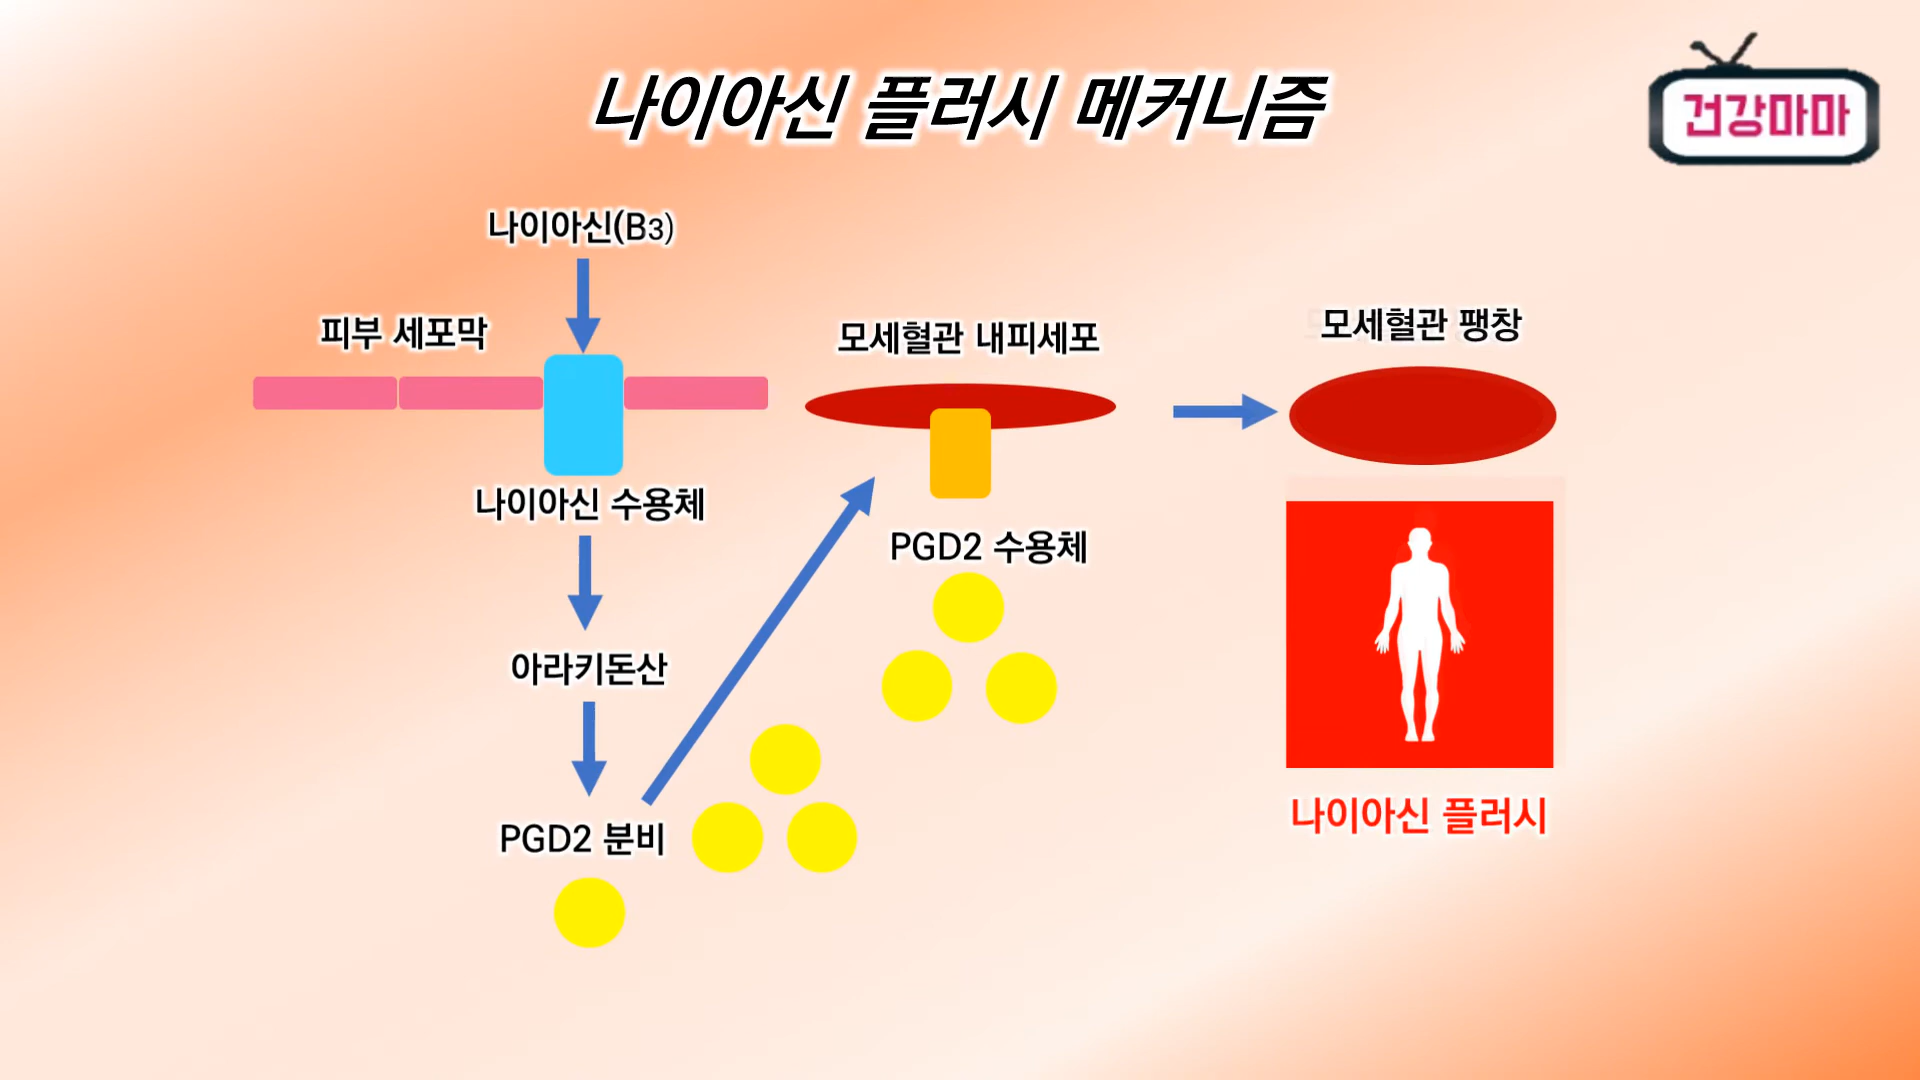 나이아신 플러시 메커니즘
건강마마
나이아신(B3)
피부 세포막
나이아신 수용체
아라키돈산
PGD2 분비
모세혈관 내피세포
PGD2 수용체
모세혈관 팽창
나이아신 플러시